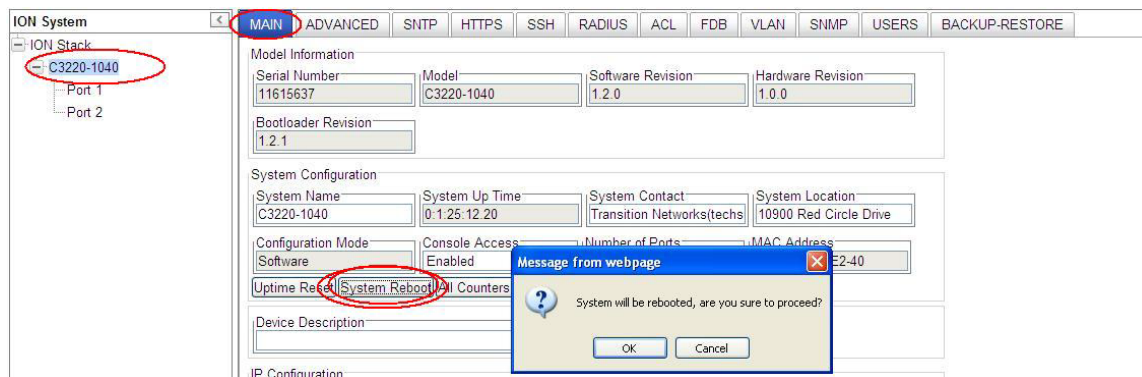 ION System
<
ION Stack
C3220-1040
Port 1
Port 2
MAIN ADVANCED SNTP HTTPS SSH RADIUS ACL FDB VLAN SNMP USERS BACKUP-RESTORE
Model Information
Serial Number Model Software Revision Hardware Revision
11615637 C3220-1040 1.2.0 1.0.0
Bootloader Revision
1.2.1
System Configuration
System Name System Up Time System Contact System Location
C3220-1040 0:1:25:12.20 Transition Networks(techs 10900 Red Circle Drive
Configuration Mode Console Access Number of Ports MAC Address
Software Enabled E2-40
Uptime Reset System Reboot All Counters
Message from webpage
System will be rebooted, are you sure to proceed?
OK Cancel
Device Description
IP Configuration